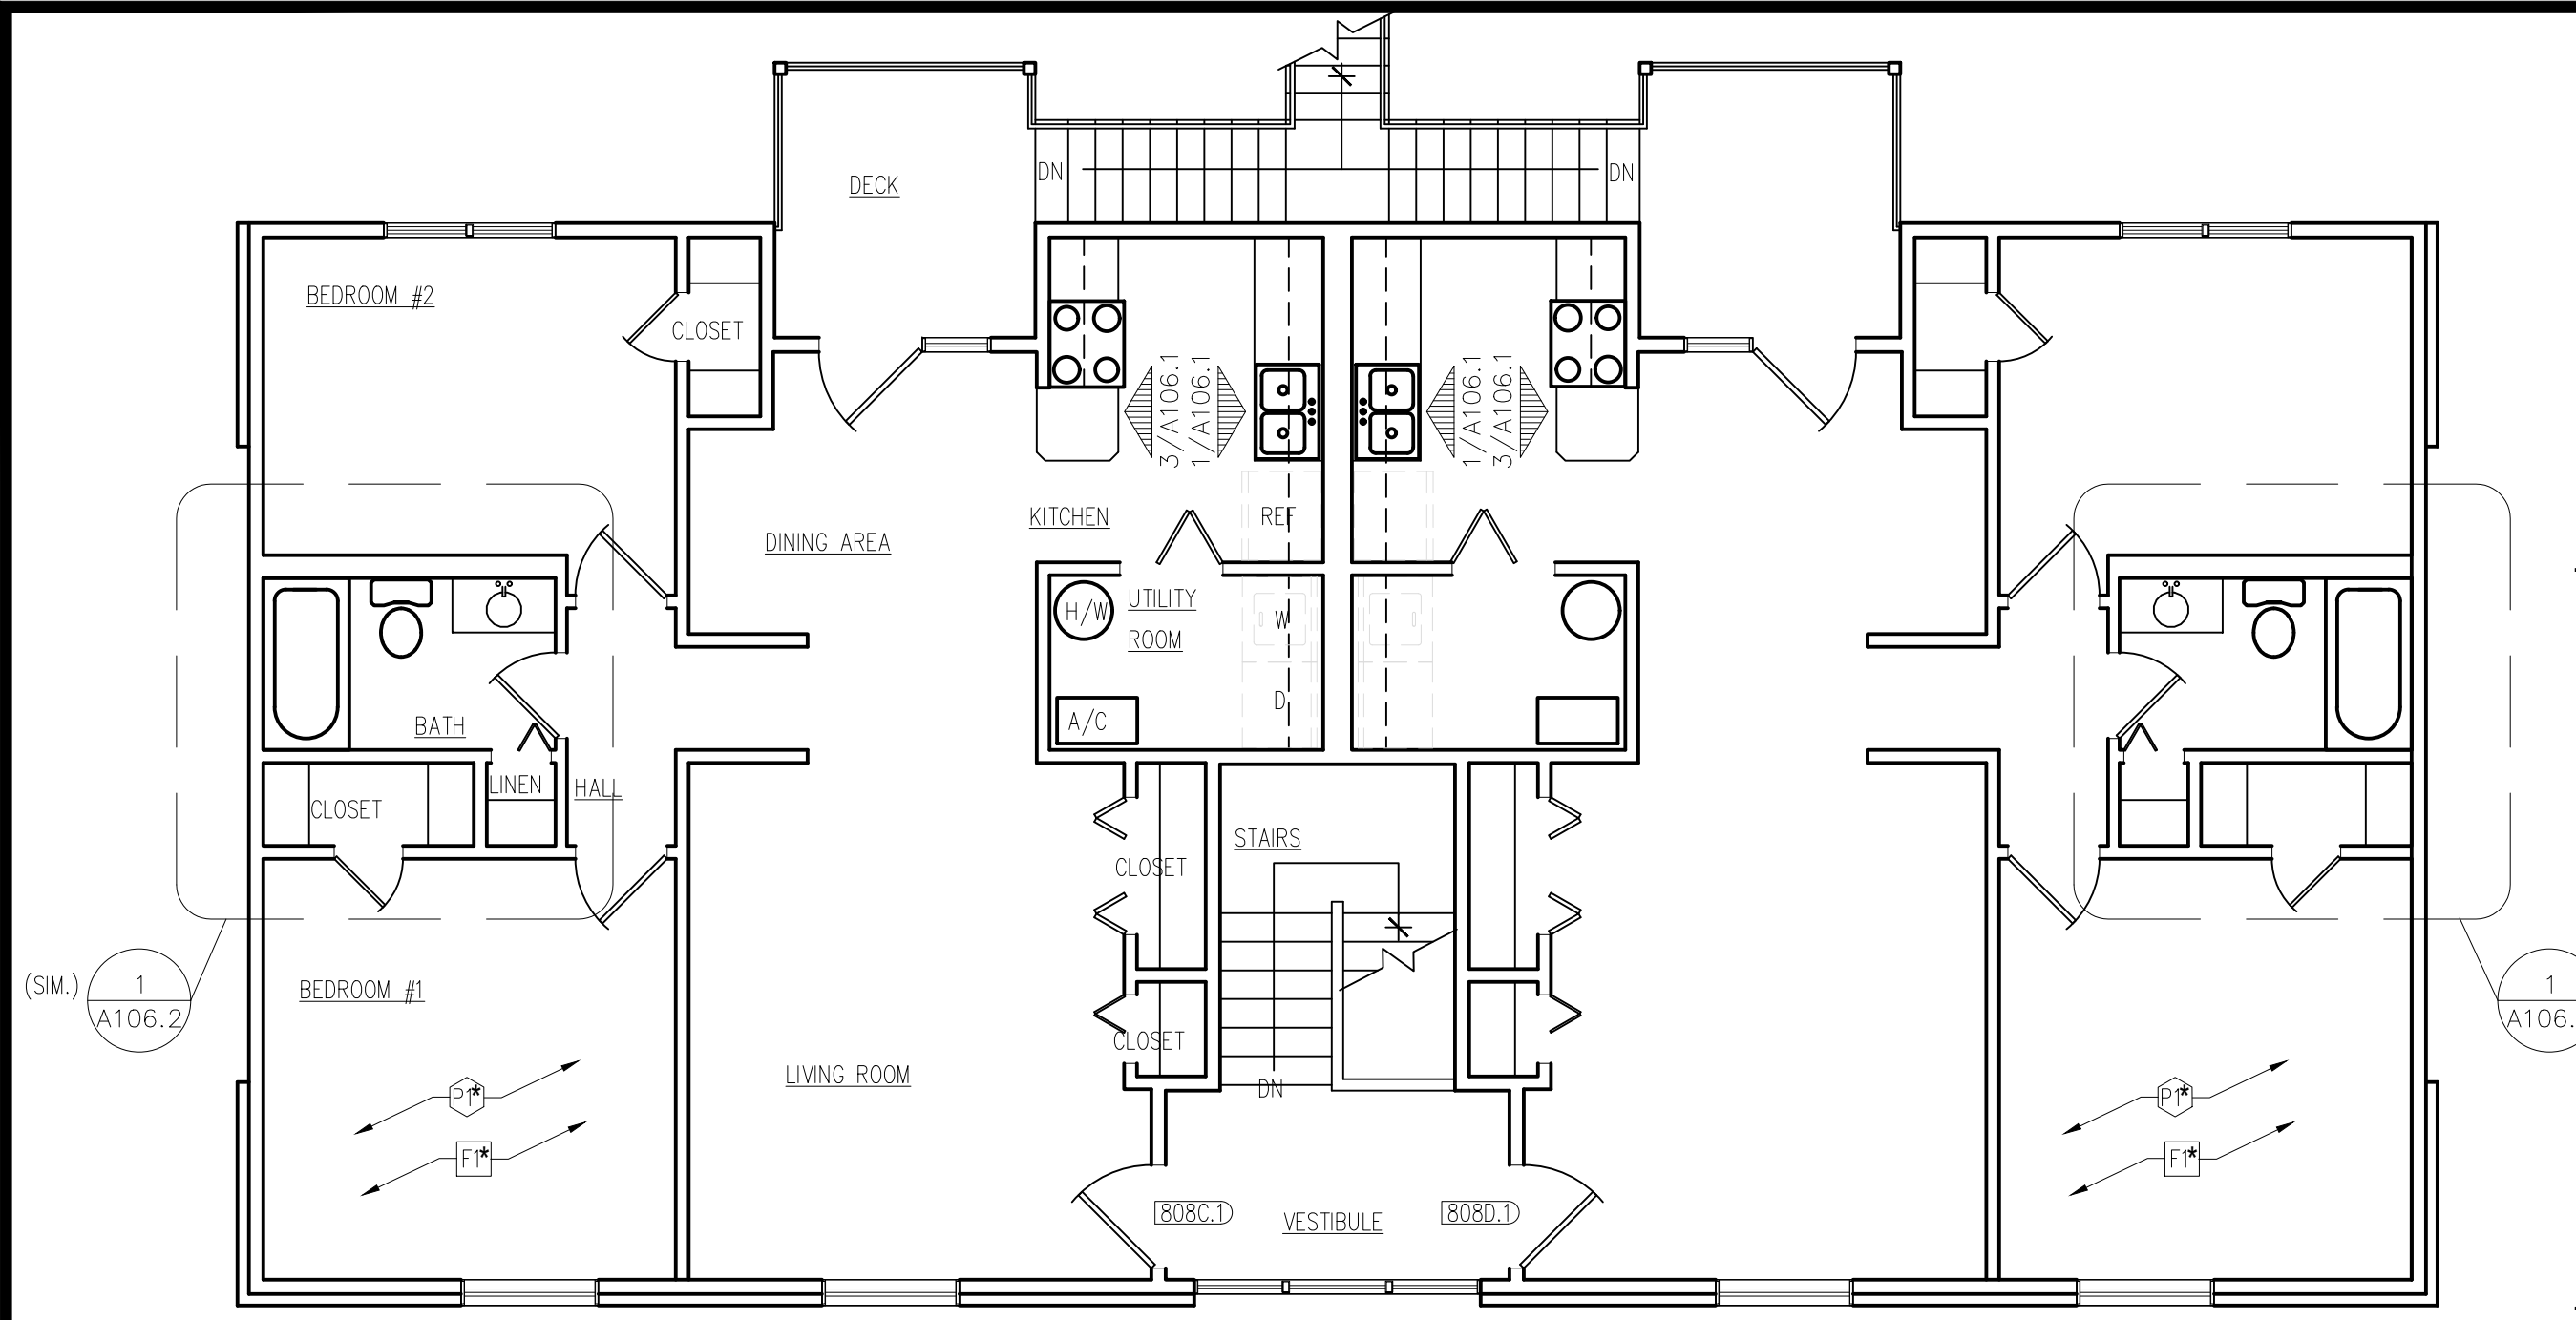 DN
DN
DECK
BEDROOM #2
CLOSET
3/A106.1
1/A106.1
1/A106.1
3/A106.1
KITCHEN
REF
DINING AREA
H/W
UTILITY
ROOM
W
D
A/C
BATH
LINEN
HALL
CLOSET
STAIRS
CLOSET
(SIM.)
1
A106.2
BEDROOM #1
1
A106.
CLOSET
LIVING ROOM
DN
P1*
P1*
F1*
F1*
808C.1
VESTIBULE
808D.1